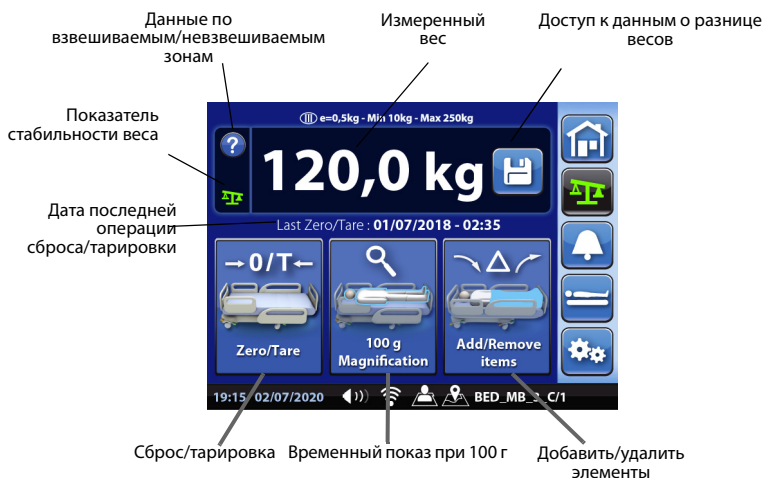 Данные по
взвешиваемым/невзвешиваемым
зонам
Измеренный
вес
Доступ к данным о разнице
весов
Показатель
стабильности веса
Дата последней
операции
сброса/тарировки
III e=0,5kg - Min 10kg - Max 250kg
?
120,0 kg
Last Zero/Tare : 01/07/2018 - 02:35
→0/T←
Zero/Tare
100 g
Magnification
Add/Remove
items
19:15 02/07/2020
BED_MB_3_C/1
Сброс/тарировка
Временный показ при 100 г
Добавить/удалить
элементы